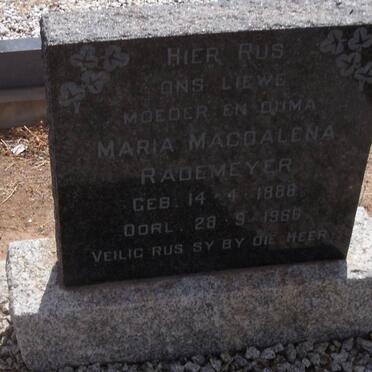 HIER RUS
ONS LIEWE
MOEDER EN OUMA
MARIA MAGDALENA
RADEMEYER
GEB. 14-4-1888
OORL. 28-9-1966
VEILIG RUS SY BY DIE HEER